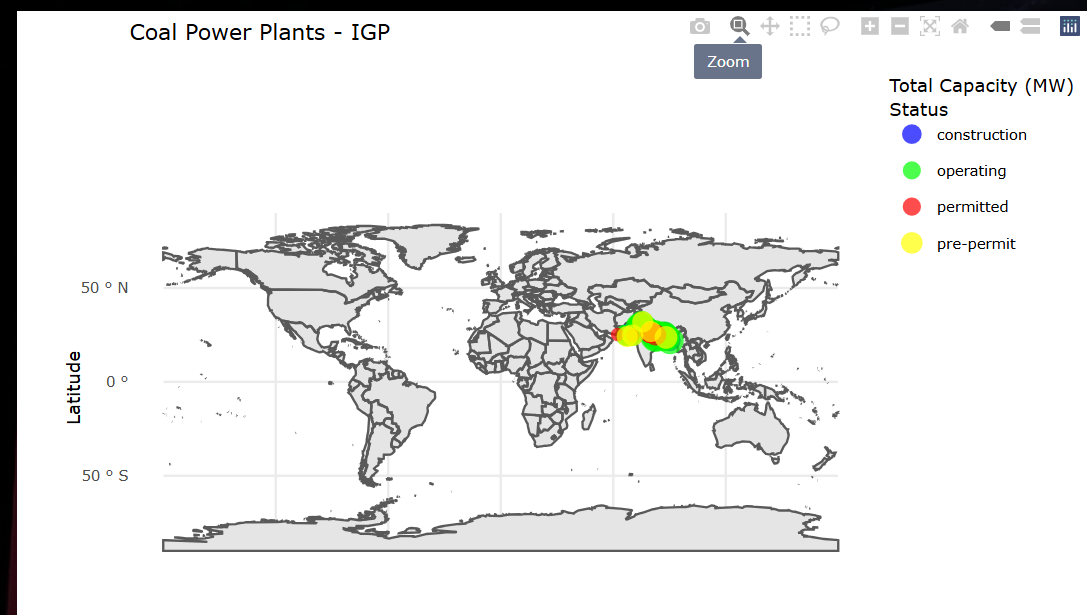 Coal Power Plants - IGP
Zoom
Total Capacity (MW)
Status
construction
operating
permitted
pre-permit
50 ° N
0 °
50 ° S
Latitude